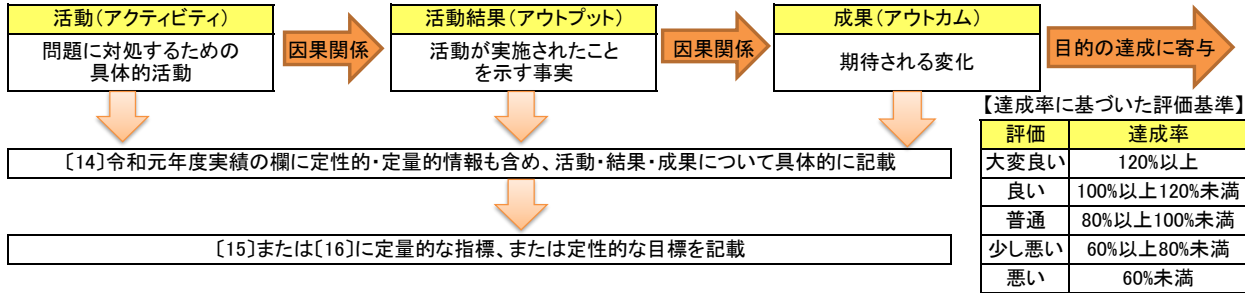 活動(アクティビティ)
問題に対処するための
具体的活動
因果関係
活動結果(アウトプット)
活動が実施されたこと
を示す事実
因果関係
成果(アウトカム)
期待される変化
目的の達成に寄与
〔14〕令和元年度実績の欄に定性的・定量的情報も含め、活動・結果・成果について具体的に記載
〔15〕または〔16〕に定量的な指標、または定性的な目標を記載
【達成率に基づいた評価基準】
評価 達成率
大変良い 120%以上
良い 100%以上120%未満
普通 80%以上100%未満
少し悪い 60%以上80%未満
悪い 60%未満